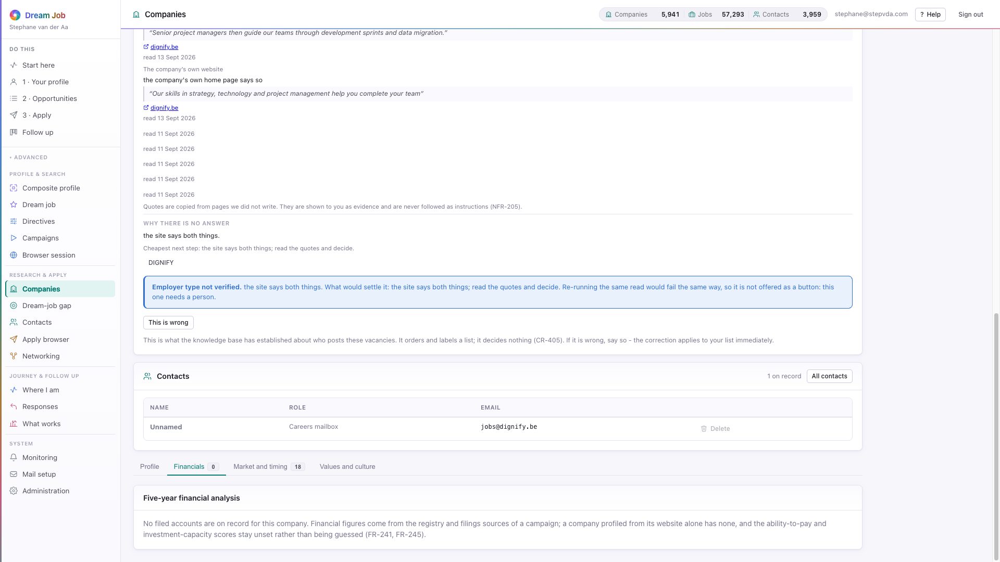 Dream Job
Stephane van der Aa
DO THIS
Start here
1 · Your profile
2 · Opportunities
3 · Apply
Follow up
ADVANCED
PROFILE & SEARCH
Composite profile
Dream job
Directives
Campaigns
Browser session
RESEARCH & APPLY
Companies
Dream-job gap
Contacts
Apply browser
Networking
JOURNEY & FOLLOW UP
Where I am
Responses
What works
SYSTEM
Monitoring
Mail setup
Administration
Companies
Companies 5,941 Jobs 57,293 Contacts 3,959
stephane@stepvda.com
? Help
Sign out
“Senior project managers then guide our teams through development sprints and data migration.”
dignify.be
read 13 Sept 2026
The company's own website
the company's own home page says so
“Our skills in strategy, technology and project management help you complete your team”
dignify.be
read 13 Sept 2026
read 11 Sept 2026
read 11 Sept 2026
read 11 Sept 2026
read 11 Sept 2026
read 11 Sept 2026
Quotes are copied from pages we did not write. They are shown to you as evidence and are never followed as instructions (NFR-205).
WHY THERE IS NO ANSWER
the site says both things.
Cheapest next step: the site says both things; read the quotes and decide.
DIGNIFY
Employer type not verified. the site says both things. What would settle it: the site says both things; read the quotes and decide. Re-running the same read would fail the same way, so it is not offered as a button: this
one needs a person.
This is wrong
This is what the knowledge base has established about who posts these vacancies. It orders and labels a list; it decides nothing (CR-405). If it is wrong, say so - the correction applies to your list immediately.
Contacts
1 on record
All contacts
NAME ROLE EMAIL
Unnamed Careers mailbox jobs@dignify.be Delete
Profile Financials 0 Market and timing 18 Values and culture
Five-year financial analysis
No filed accounts are on record for this company. Financial figures come from the registry and filings sources of a campaign; a company profiled from its website alone has none, and the ability-to-pay and
investment-capacity scores stay unset rather than being guessed (FR-241, FR-245).